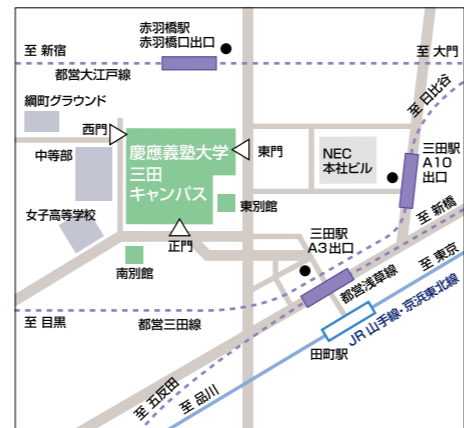 赤羽橋駅
赤羽橋口出口
至 新宿
至 大門
都営大江戸線
至 日比谷
綱町グラウンド
西門
慶應義塾大学
三田
キャンパス
東門
中等部
NEC
本社ビル
三田駅
A10
出口
東別館
女子高等学校
正門
三田駅
A3出口
至 新橋
南別館
至 東京
都営浅草線
至 目黒
都営三田線
JR 山手線・京浜東北線
田町駅
至 五反田
至 品川